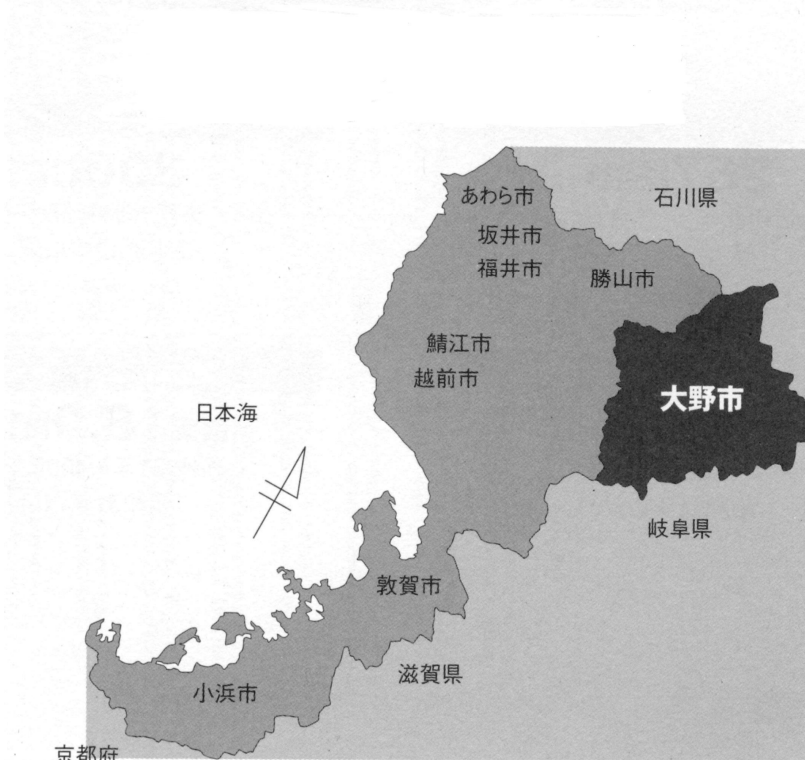 あわら市
石川県
坂井市
福井市
勝山市
鯖江市
越前市
大野市
日本海
岐阜県
敦賀市
滋賀県
小浜市
京都府